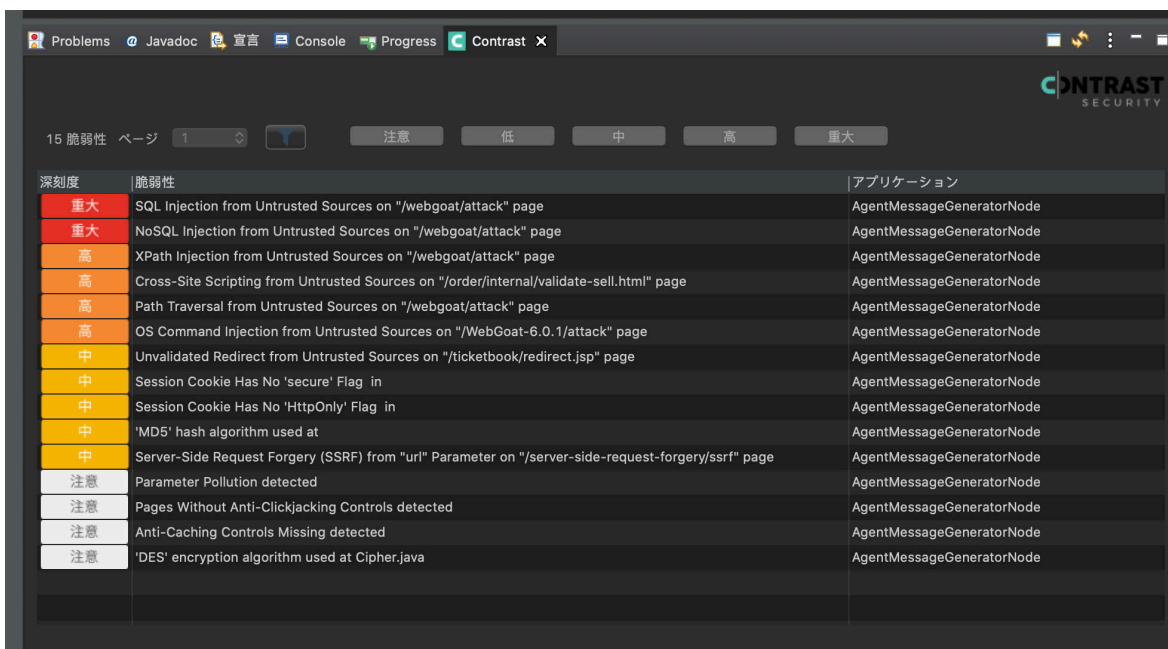 Problems @ Javadoc 宣言 Console Progress Contrast
CONTRAST
SECURITY
15 脆弱性 ページ 1 注意 低 中 高 重大
深刻度 脆弱性 アプリケーション
重大 SQL Injection from Untrusted Sources on "/webgoat/attack" page AgentMessageGeneratorNode
重大 NoSQL Injection from Untrusted Sources on "/webgoat/attack" page AgentMessageGeneratorNode
高 XPath Injection from Untrusted Sources on "/webgoat/attack" page AgentMessageGeneratorNode
高 Cross-Site Scripting from Untrusted Sources on "/order/internal/validate-sell.html" page AgentMessageGeneratorNode
高 Path Traversal from Untrusted Sources on "/webgoat/attack" page AgentMessageGeneratorNode
高 OS Command Injection from Untrusted Sources on "/WebGoat-6.0.1/attack" page AgentMessageGeneratorNode
中 Unvalidated Redirect from Untrusted Sources on "/ticketbook/redirect.jsp" page AgentMessageGeneratorNode
中 Session Cookie Has No 'secure' Flag in AgentMessageGeneratorNode
中 Session Cookie Has No 'HttpOnly' Flag in AgentMessageGeneratorNode
中 'MD5' hash algorithm used at AgentMessageGeneratorNode
中 Server-Side Request Forgery (SSRF) from "url" Parameter on "/server-side-request-forgery/ssrf" page AgentMessageGeneratorNode
注意 Parameter Pollution detected AgentMessageGeneratorNode
注意 Pages Without Anti-Clickjacking Controls detected AgentMessageGeneratorNode
注意 Anti-Caching Controls Missing detected AgentMessageGeneratorNode
注意 'DES' encryption algorithm used at Cipher.java AgentMessageGeneratorNode